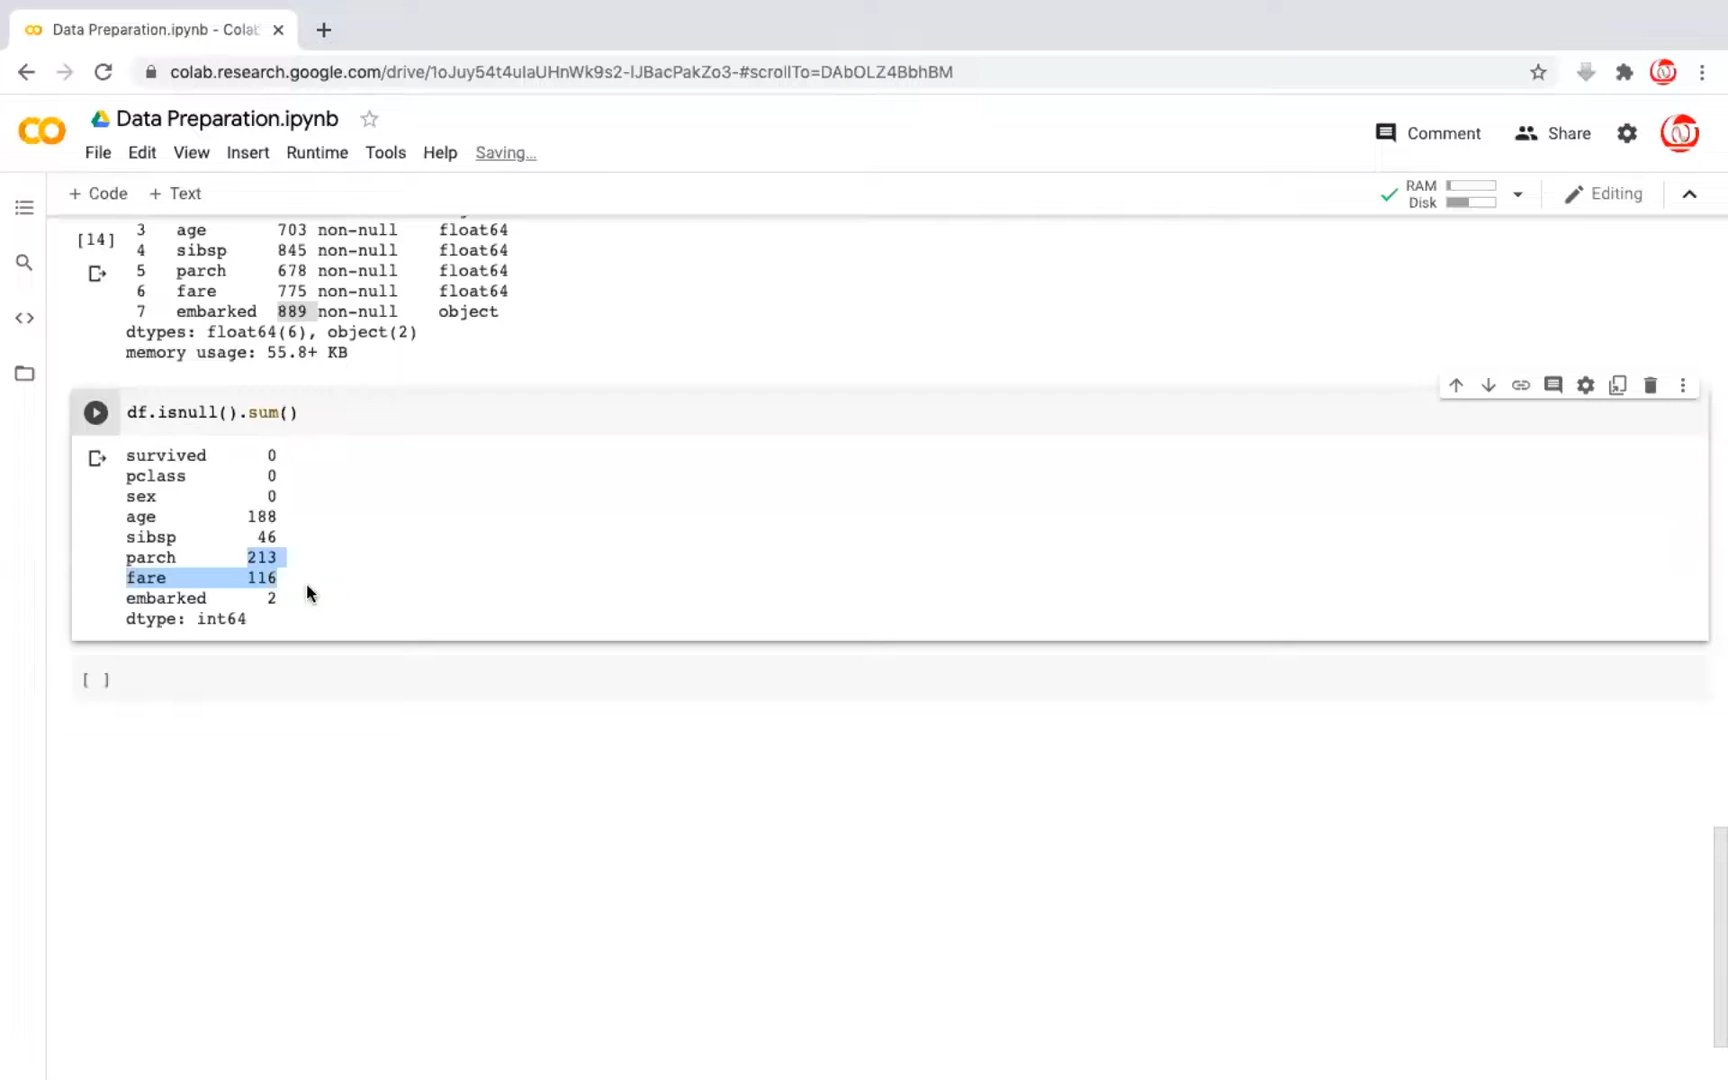 Data Preparation.ipynb - Colab
colab.research.google.com/drive/1oJuy54t4ulaUHnWk9s2-IJBacPakZo3-#scrollTo=DAbOLZ4BbhBM
Data Preparation.ipynb
Comment
Share
File Edit View Insert Runtime Tools Help Saving...
+ Code + Text
RAM
Disk
Editing
[14]
3 age 703 non-null float64
4 sibsp 845 non-null float64
5 parch 678 non-null float64
6 fare 775 non-null float64
7 embarked 889 non-null object
dtypes: float64(6), object(2)
memory usage: 55.8+ KB
df.isnull().sum()
survived 0
pclass 0
sex 0
age 188
sibsp 46
parch 213
fare 116
embarked 2
dtype: int64
[ ]